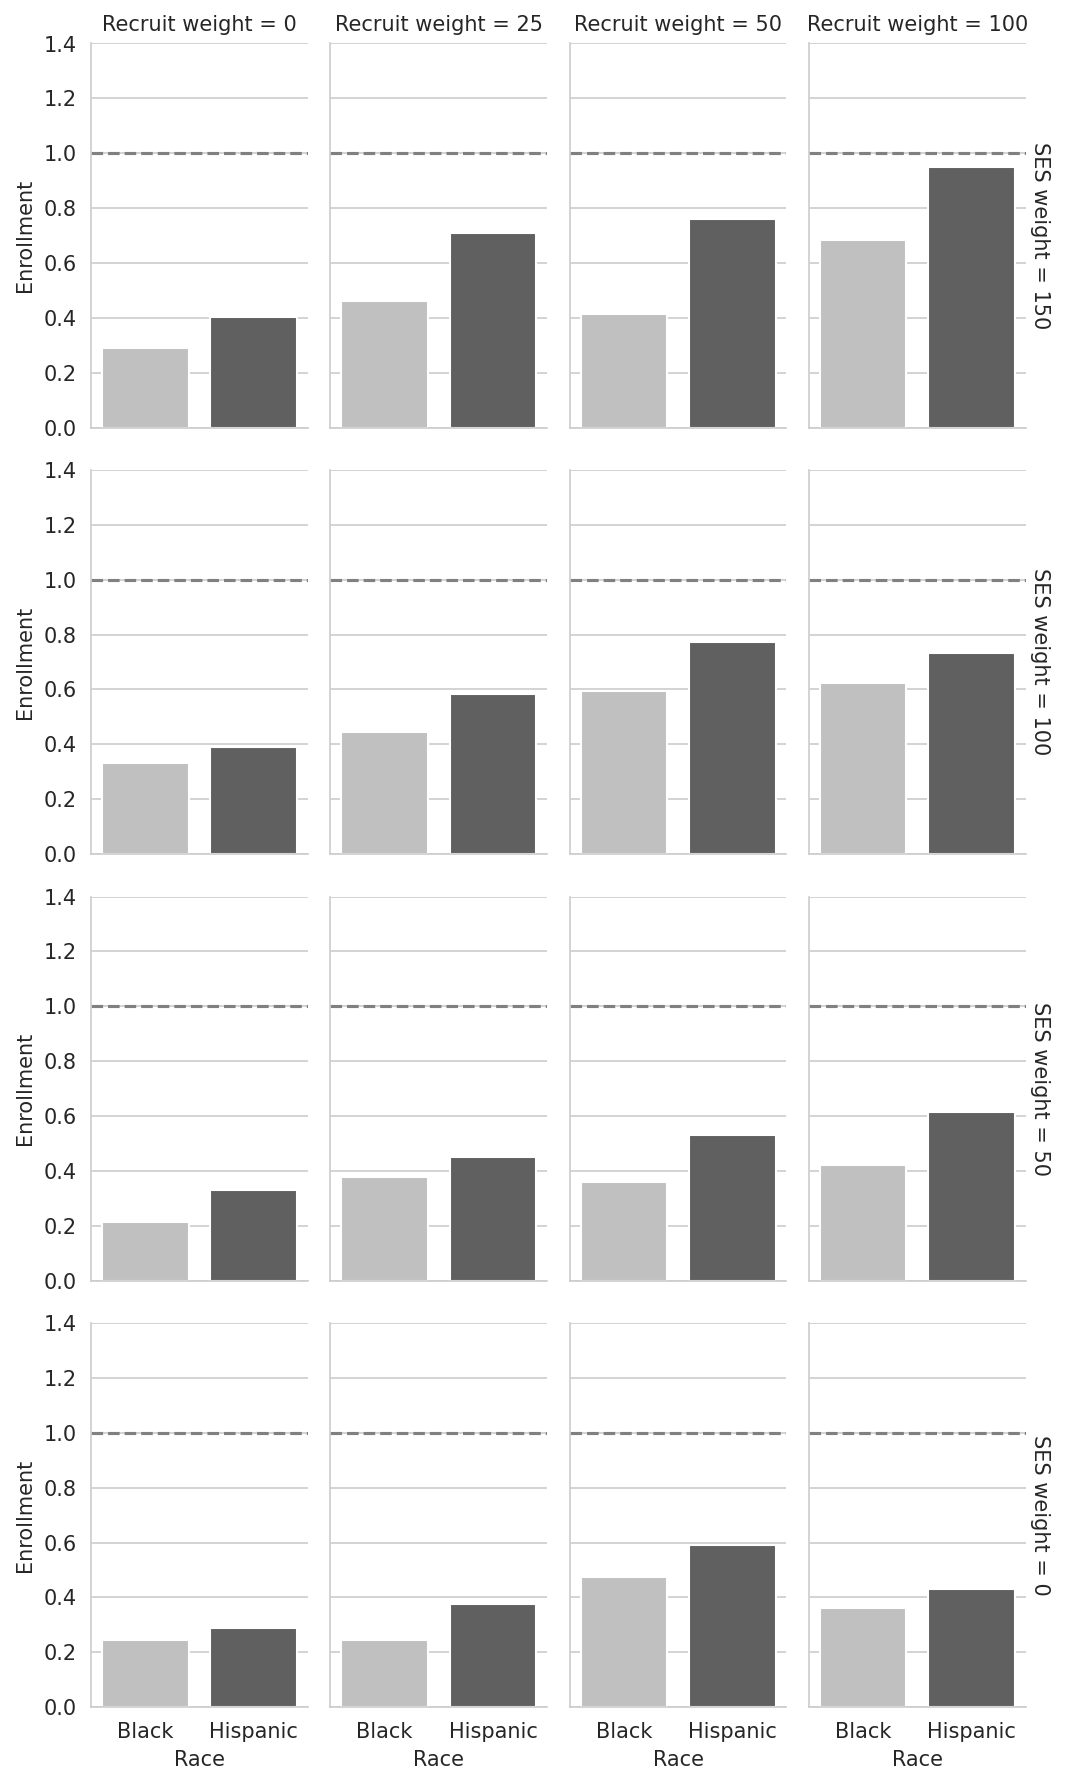 Recruit weight = 0 Recruit weight = 25 Recruit weight = 50 Recruit weight = 100
1.4
1.2
1.0
0.8
0.6
0.4
0.2
0.0
Enrollment
SES weight = 150
1.4
1.2
1.0
0.8
0.6
0.4
0.2
0.0
Enrollment
SES weight = 100
1.4
1.2
1.0
0.8
0.6
0.4
0.2
0.0
Enrollment
SES weight = 50
1.4
1.2
1.0
0.8
0.6
0.4
0.2
0.0
Enrollment
SES weight = 0
Black Hispanic Black Hispanic Black Hispanic Black Hispanic
Race Race Race Race